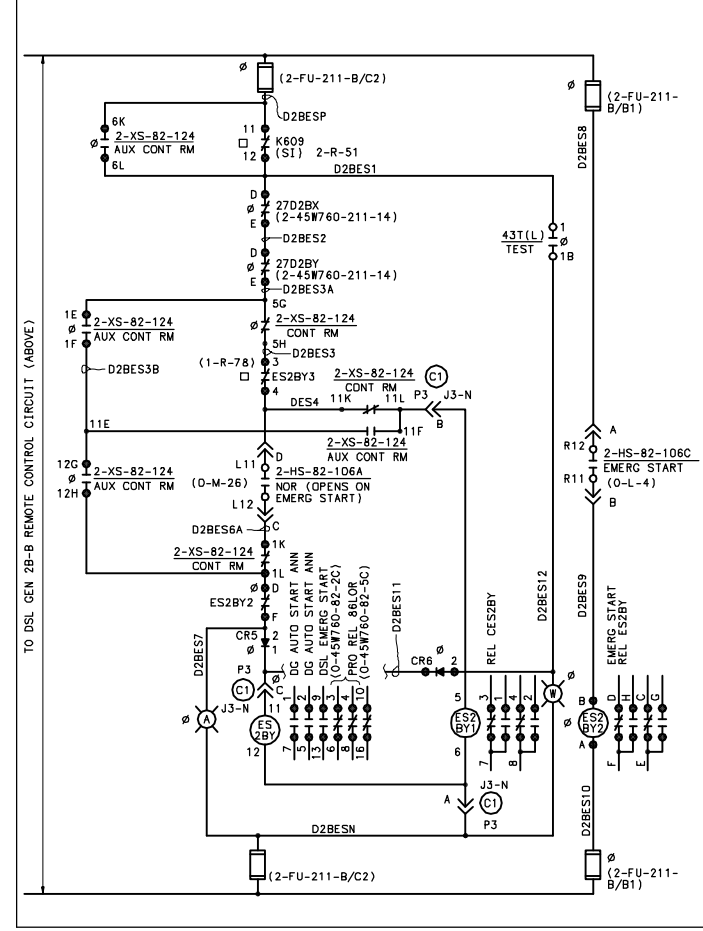 Ø
(2-FU-211-B/C2)
Ø
(2-FU-211-
B/B1)
D2BESP
6K
Ø 2-XS-82-124
AUX CONT RM
6L
11
K609
(SI) 2-R-51
12
D2BES1
D2BES8
D
Ø 27D2BX
(2-45W760-211-14)
E
D2BES2
D
Ø 27D2BY
(2-45W760-211-14)
E
D2BES3A
43T(L)
TEST
1
Ø
1B
5G
Ø 2-XS-82-124
CONT RM
5H
D2BES3
1E
Ø 2-XS-82-124
AUX CONT RM
1F
D2BES3B
(1-R-78)
3
ES2BY3
4
2-XS-82-124
CONT RM
C1
11K
11L
P3
J3-N
DES4
B
11E
11F
2-XS-82-124
AUX CONT RM
TO DSL GEN 2B-B REMOTE CONTROL CIRCUIT (ABOVE)
12G
Ø 2-XS-82-124
AUX CONT RM
12H
D
L11
(0-M-26)
2-HS-82-106A
NOR (OPENS ON
EMERG START)
L12
C
D2BES6A
A
R12
2-HS-82-106C
EMERG START
R11
(0-L-4)
B
2-XS-82-124
CONT RM
1K
1L
Ø
D
ES2BY2
F
D2BES7
CR5
2
Ø
1
DG AUTO START ANN
DG AUTO START ANN
DSL EMERG START
(0-45W760-82-2C)
PRO REL 86LOR
(0-45W760-82-5C)
D2BES11
D2BES12
D2BES9
Ø
CR6
2
REL CES2BY
EMERG START
REL ES2BY
P3
C1
C
J3-N
Ø
11
ES
2BY
12
Ø
A
1
2
9
3
4
10
7
5
13
6
8
16
5
ES2
BY1
6
3
1
4
2
7
8
W
Ø
B
Ø
ES2
BY2
A
D
H
C
G
F
E
J3-N
A
C1
P3
D2BESN
D2BES10
(2-FU-211-B/C2)
Ø
(2-FU-211-
B/B1)